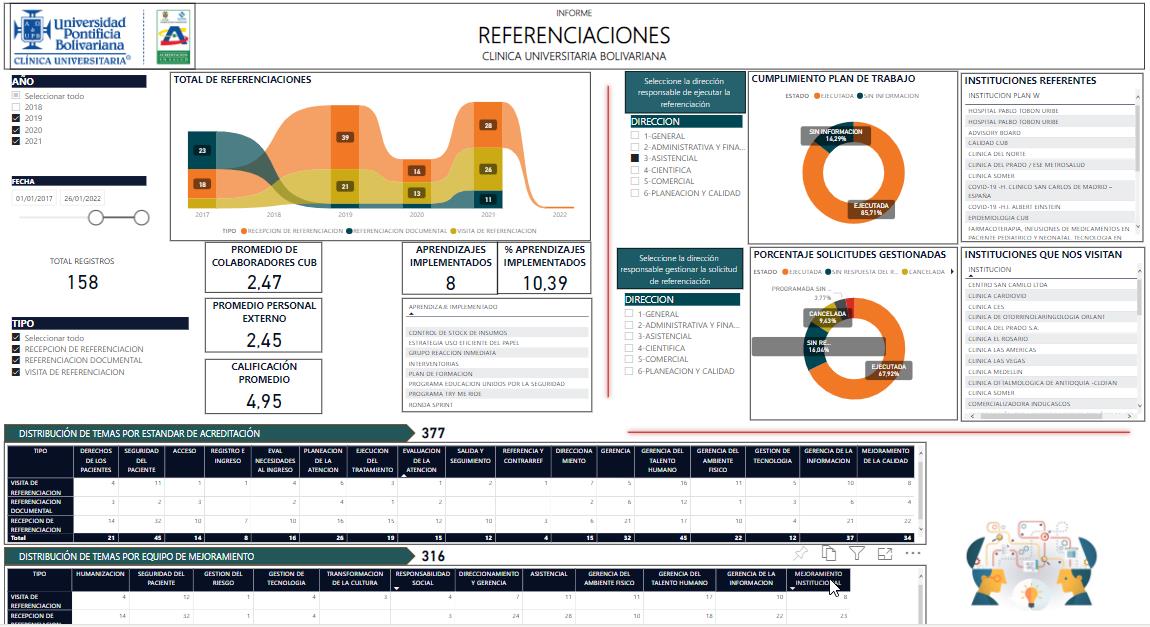 Universidad
Pontificia
Bolivariana
CLÍNICA UNIVERSITARIA®
INFORME
REFERENCIACIONES
CLINICA UNIVERSITARIA BOLIVARIANA
AÑO
Seleccionar todo
2018
2019
2020
2021
FECHA
01/01/2017 26/01/2022
TOTAL REGISTROS
158
TIPO
Seleccionar todo
RECEPCION DE REFERENCIACION
REFERENCIACION DOCUMENTAL
VISITA DE REFERENCIACION
TOTAL DE REFERENCIACIONES
23
18
39
21
16
13
28
26
11
2017 2018 2019 2020 2021 2022
TIPO RECEPCION DE REFERENCIACION REFERENCIACION DOCUMENTAL VISITA DE REFERENCIACION
PROMEDIO DE
COLABORADORES CUB
2,47
PROMEDIO PERSONAL
EXTERNO
2,45
CALIFICACIÓN
PROMEDIO
4,95
APRENDIZAJES
IMPLEMENTADOS
8
% APRENDIZAJES
IMPLEMENTADOS
10,39
APRENDIZAJE IMPLEMENTADO
CONTROL DE STOCK DE INSUMOS
ESTRATEGIA USO EFICIENTE DEL PAPEL
GRUPO REACCION INMEDIATA
INTERVENTORIAS
PLAN DE FORMACION
PROGRAMA EDUCACION UNIDOS POR LA SEGURIDAD
PROGRAMA TRY ME RIDE
RONDA SPRINT
Seleccione la dirección
responsable de ejecutar la
referenciación
DIRECCION
1-GENERAL
2-ADMINISTRATIVA Y FINA...
3-ASISTENCIAL
4-CIENTIFICA
5-COMERCIAL
6-PLANEACION Y CALIDAD
CUMPLIMIENTO PLAN DE TRABAJO
ESTADO EJECUTADA SIN INFORMACION
SIN INFORMACION
14,29%
EJECUTADA
85,71%
INSTITUCIONES REFERENTES
INSTITUCION PLAN W
HOSPITAL PABLO TOBON URIBE
HOSPITAL PALBO TOBON URIBE
ADVISORY BOARD
CALIDAD CUB
CLINICA DEL NORTE
CLINICA DEL PRADO / ESE METROSALUD
CLINICA SOMER
COVID-19 -H. CLINICO SAN CARLOS DE MADRID –
ESPAÑA
COVID-19 -H.I. ALBERT EINSTEIN
EPIDEMIOLOGIA CUB
FARMACOTERAPIA, INFUSIONES DE MEDICAMENTOS EN
PACIENTE PEDIATRICO Y NEONATAL, TECNOLOGIA EN
Seleccione la dirección
responsable gestionar la solicitud
de referenciación
DIRECCION
1-GENERAL
2-ADMINISTRATIVA Y FINA...
3-ASISTENCIAL
4-CIENTIFICA
5-COMERCIAL
6-PLANEACION Y CALIDAD
PORCENTAJE SOLICITUDES GESTIONADAS
ESTADO EJECUTADA SIN RESPUESTA DEL R... CANCELADA
PROGRAMADA SIN ...
3,77%
CANCELADA
9,43%
SIN RE...
16,04%
EJECUTADA
67,92%
INSTITUCIONES QUE NOS VISITAN
INSTITUCION
CENTRO SAN CAMILO LTDA
CLINICA CARDIOVID
CLINICA CES
CLINICA DE OTORRINOLARINGOLOGIA ORLANT
CLINICA DEL PRADO S.A.
CLINICA EL ROSARIO
CLINICA LAS AMERICAS
CLINICA LAS VEGAS
CLINICA MEDELLIN
CLINICA OFTALMOLOGICA DE ANTIOQUIA -CLOFAN
CLINICA SOMER
COMERCIALIZADORA INDUCASCOS
DISTRIBUCIÓN DE TEMAS POR ESTANDAR DE ACREDITACIÓN 377
TIPO DERECHOS DE LOS PACIENTES SEGURIDAD DEL PACIENTE ACCESO REGISTRO E INGRESO EVAL NECESIDADES AL INGRESO PLANEACION DE LA ATENCION EJECUCION DEL TRATAMIENTO EVALUACION DE LA ATENCION SALIDA Y SEGUIMIENTO REFERENCIA Y CONTRARREF DIRECCIONA MIENTO GERENCIA GERENCIA DEL TALENTO HUMANO GERENCIA DEL AMBIENTE FISICO GESTION DE TECNOLOGIA GERENCIA DE LA INFORMACION MEJORAMIENTO DE LA CALIDAD
VISITA DE REFERENCIACION 4 11 1 1 4 6 3 1 2 1 7 5 16 11 5 10 8
REFERENCIACION DOCUMENTAL 3 2 3 2 4 1 2 2 6 12 1 3 6 4
RECEPCION DE REFERENCIACION 14 32 10 7 10 16 15 12 10 3 6 21 17 10 4 21 22
Total 21 45 14 8 16 26 19 15 12 4 15 32 45 22 12 37 34
DISTRIBUCIÓN DE TEMAS POR EQUIPO DE MEJORAMIENTO 316
TIPO HUMANIZACION SEGURIDAD DEL PACIENTE GESTION DEL RIESGO GESTION DE TECNOLOGIA TRANSFORMACION DE LA CULTURA RESPONSABILIDAD SOCIAL DIRECCIONAMIENTO Y GERENCIA ASISTENCIAL GERENCIA DEL AMBIENTE FISICO GERENCIA DEL TALENTO HUMANO GERENCIA DE LA INFORMACION MEJORAMIENTO INSTITUCIONAL
VISITA DE REFERENCIACION 4 12 1 4 3 4 11 11 17 10 8
RECEPCION DE REFERENCIACION 14 32 1 4 3 24 28 10 18 22 23